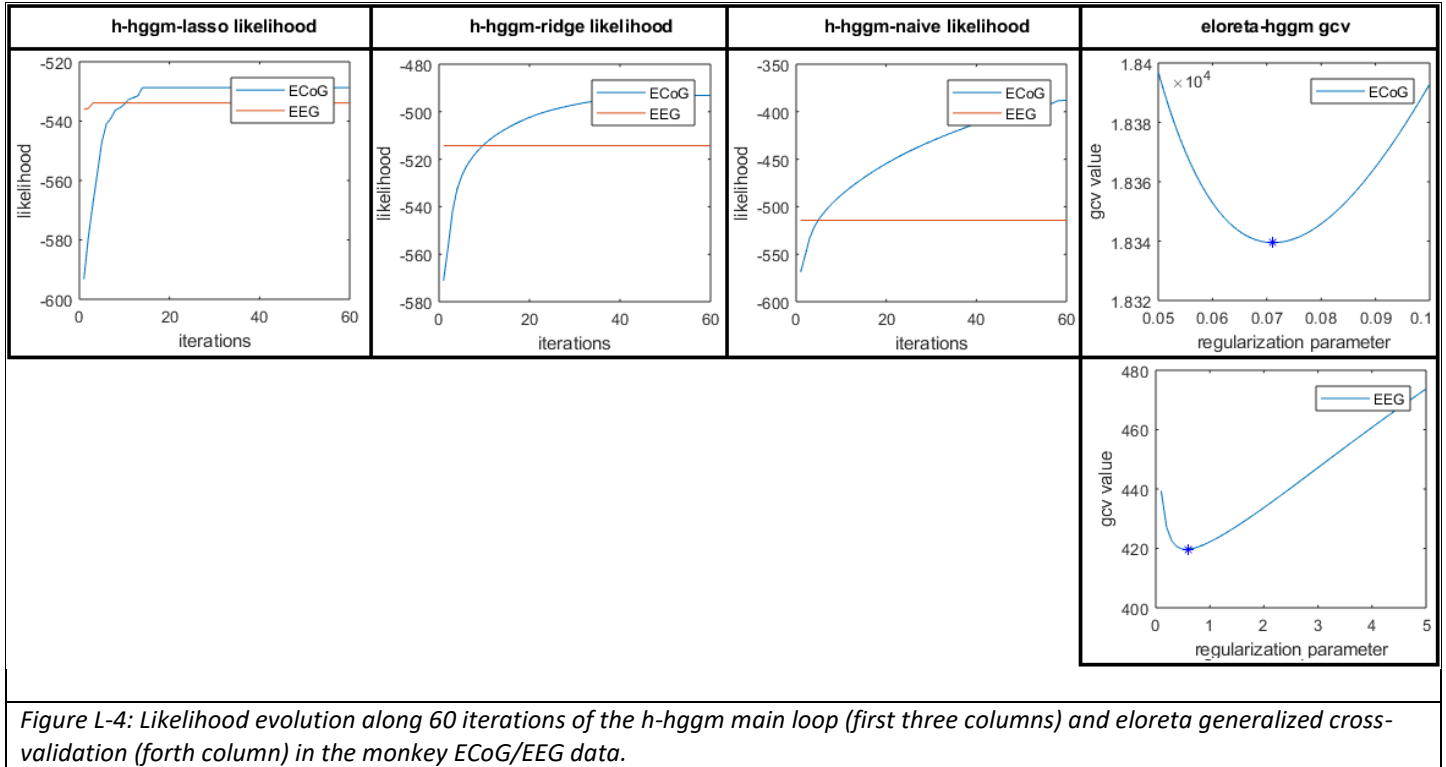 h-hggm-lasso likelihood
h-hggm-ridge likelihood
h-hggm-naive likelihood
eloreta-hggm gcv
-520
-540
-560
-580
-600
likelihood
0
20
40
60
iterations
ECoG
EEG
-480
-500
-520
-540
-560
-580
likelihood
0
20
40
60
iterations
ECoG
EEG
-350
-400
-450
-500
-550
-600
likelihood
0
20
40
60
iterations
ECoG
EEG
1.84
× 10⁴
1.838
1.836
1.834
1.832
gcv value
0.05
0.06
0.07
0.08
0.09
0.1
regularization parameter
ECoG
480
460
440
420
400
gcv value
0
1
2
3
4
5
regularization parameter
EEG
Figure L-4: Likelihood evolution along 60 iterations of the h-hggm main loop (first three columns) and eloreta generalized cross-
validation (forth column) in the monkey ECoG/EEG data.